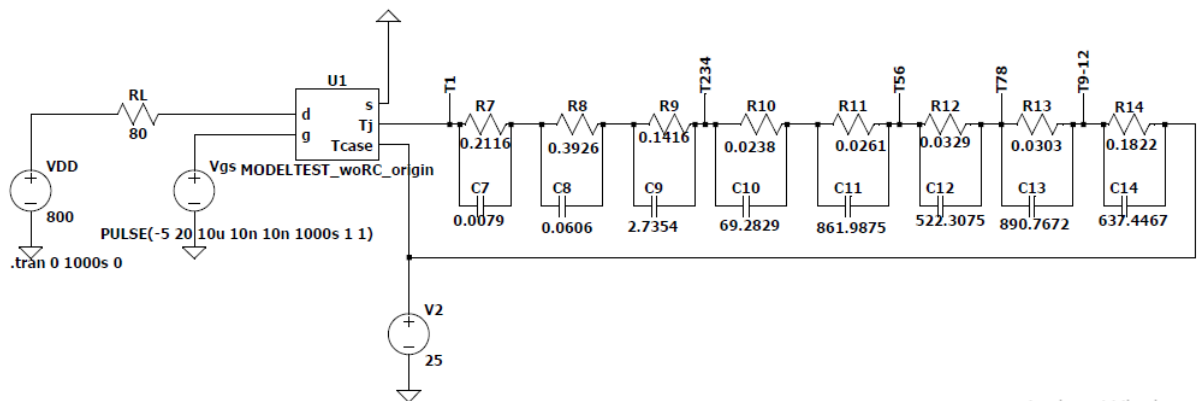 U1
RL
80
d
g
s
Tj
Tcase
MODELTEST_woRC_origin
VDD
800
Vgs
PULSE(-5 20 10u 10n 10n 1000s 1 1)
.tran 0 1000s 0
V2
25
T1
R7
0.2116
C7
0.0079
R8
0.3926
C8
0.0606
R9
0.1416
C9
2.7354
T234
R10
0.0238
C10
69.2829
R11
0.0261
C11
861.9875
T56
R12
0.0329
C12
522.3075
T78
R13
0.0303
C13
890.7672
T9-12
R14
0.1822
C14
637.4467